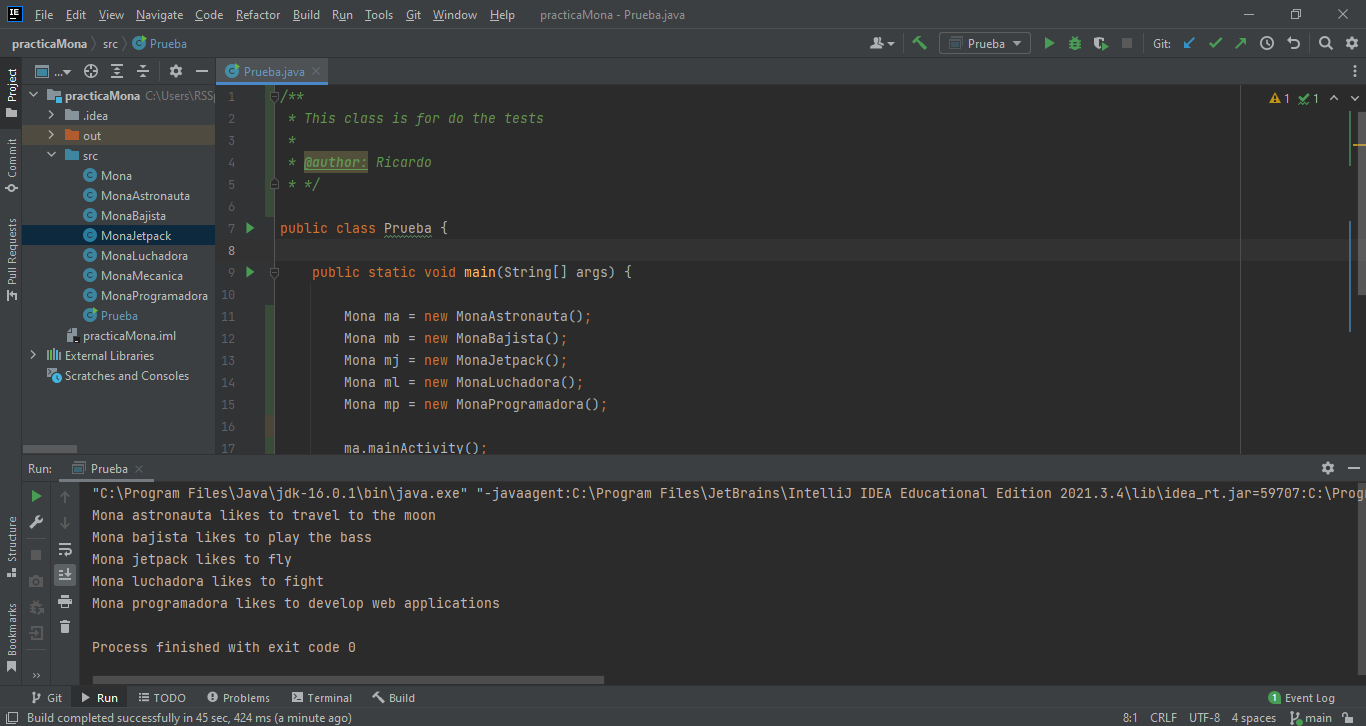 File Edit View Navigate Code Refactor Build Run Tools Git Window Help practicaMona - Prueba.java
practicaMona src Prueba
Prueba
Git:
Project
Commit
Pull Requests
Structure
Bookmarks
...
practicaMona C:\Users\RSS
.idea
out
src
Mona
MonaAstronauta
MonaBajista
MonaJetpack
MonaLuchadora
MonaMecanica
MonaProgramadora
Prueba
practicaMona.iml
External Libraries
Scratches and Consoles
Prueba.java
1 1
1 /**
2 * This class is for do the tests
3 *
4 * @author: Ricardo
5 * */
6
7 public class Prueba {
8
9 public static void main(String[] args) {
10
11 Mona ma = new MonaAstronauta();
12 Mona mb = new MonaBajista();
13 Mona mj = new MonaJetpack();
14 Mona ml = new MonaLuchadora();
15 Mona mp = new MonaProgramadora();
16
17 ma.mainActivity();
Run: Prueba
"C:\Program Files\Java\jdk-16.0.1\bin\java.exe" "-javaagent:C:\Program Files\JetBrains\IntelliJ IDEA Educational Edition 2021.3.4\lib\idea_rt.jar=59707:C:\Prog
Mona astronauta likes to travel to the moon
Mona bajista likes to play the bass
Mona jetpack likes to fly
Mona luchadora likes to fight
Mona programadora likes to develop web applications
Process finished with exit code 0
Git Run TODO Problems Terminal Build 1 Event Log
Build completed successfully in 45 sec, 424 ms (a minute ago) 8:1 CRLF UTF-8 4 spaces main